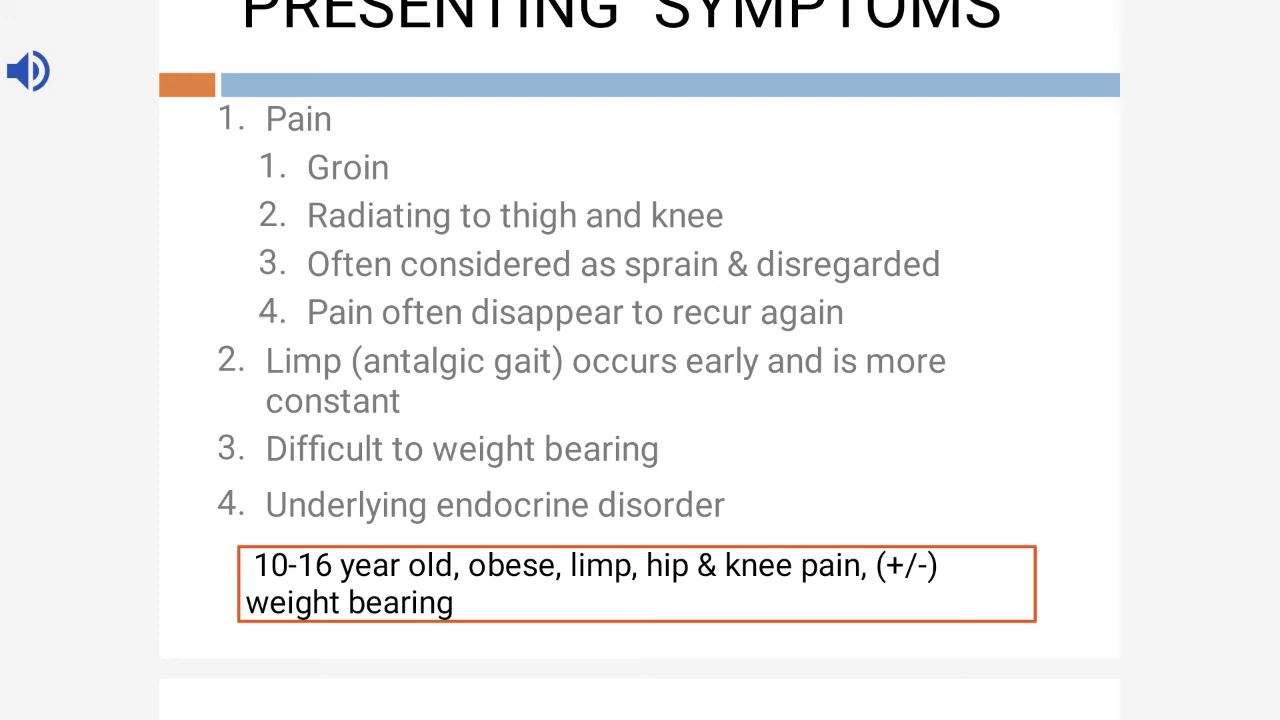 PRESENTING SYMPTOMS
1. Pain
1. Groin
2. Radiating to thigh and knee
3. Often considered as sprain & disregarded
4. Pain often disappear to recur again
2. Limp (antalgic gait) occurs early and is more
constant
3. Difficult to weight bearing
4. Underlying endocrine disorder
10-16 year old, obese, limp, hip & knee pain, (+/-)
weight bearing